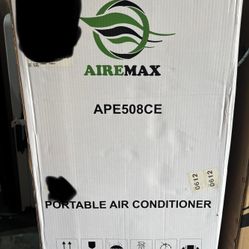 AIREMAX
APE508CE
0612
0612
PORTABLE AIR CONDITIONER